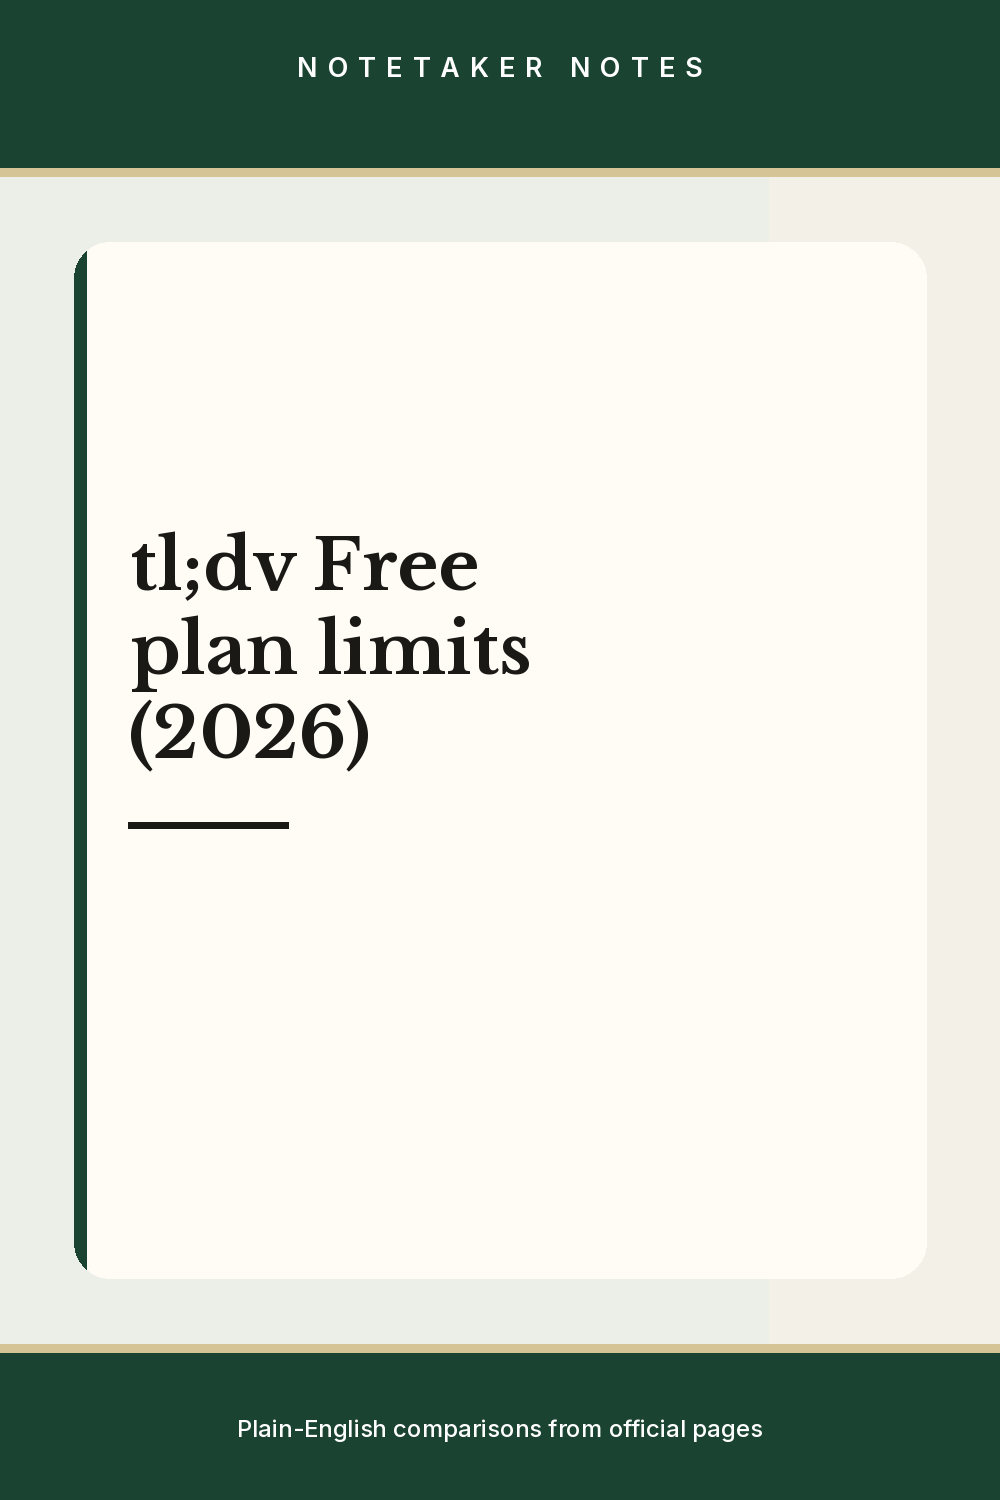 NOTETAKER NOTES
tl;dv Free
plan limits
(2026)
Plain-English comparisons from official pages